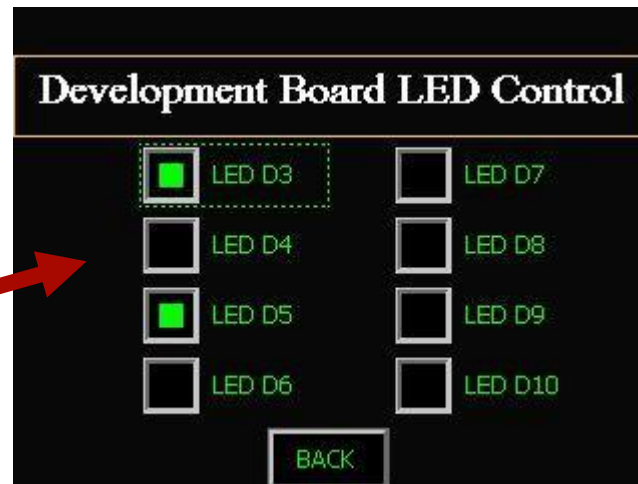 Development Board LED Control
LED D3
LED D7
LED D4
LED D8
LED D5
LED D9
LED D6
LED D10
BACK